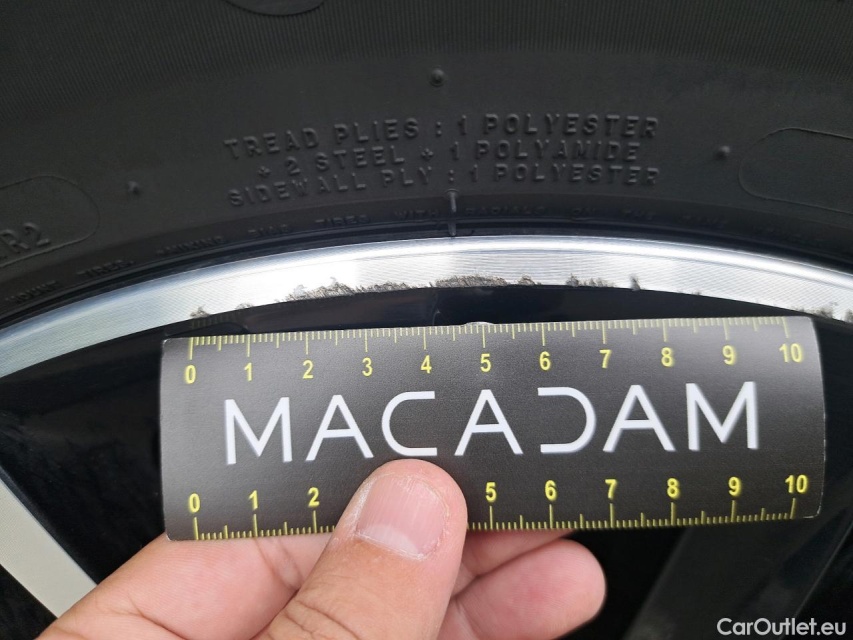 TREAD PLIES : 1 POLYESTER
+ 2 STEEL + 1 POLYAMIDE
SIDEWALL PLY : 1 POLYESTER
R2
0 1 2 3 4 5 6 7 8 9 10
MACADAM
0 1 2 5 6 7 8 9 10
CarOutlet.eu